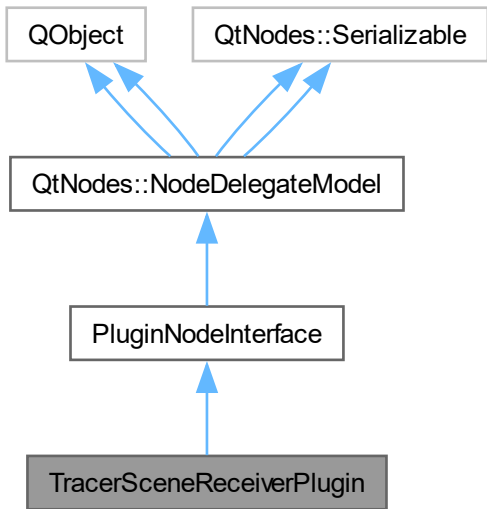 QObject
QtNodes::Serializable
QtNodes::NodeDelegateModel
PluginNodeInterface
TracerSceneReceiverPlugin